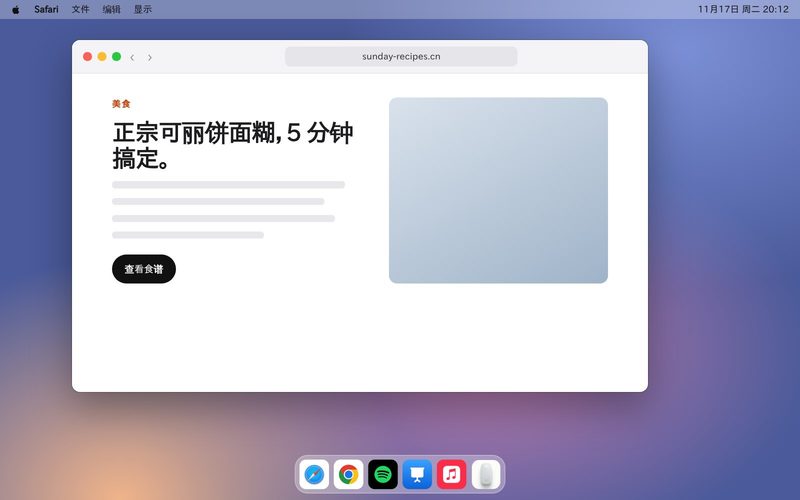 Safari 文件 编辑 显示 11月17日 周二 20:12
sunday-recipes.cn
美食
正宗可丽饼面糊，5 分钟
搞定。
查看食谱